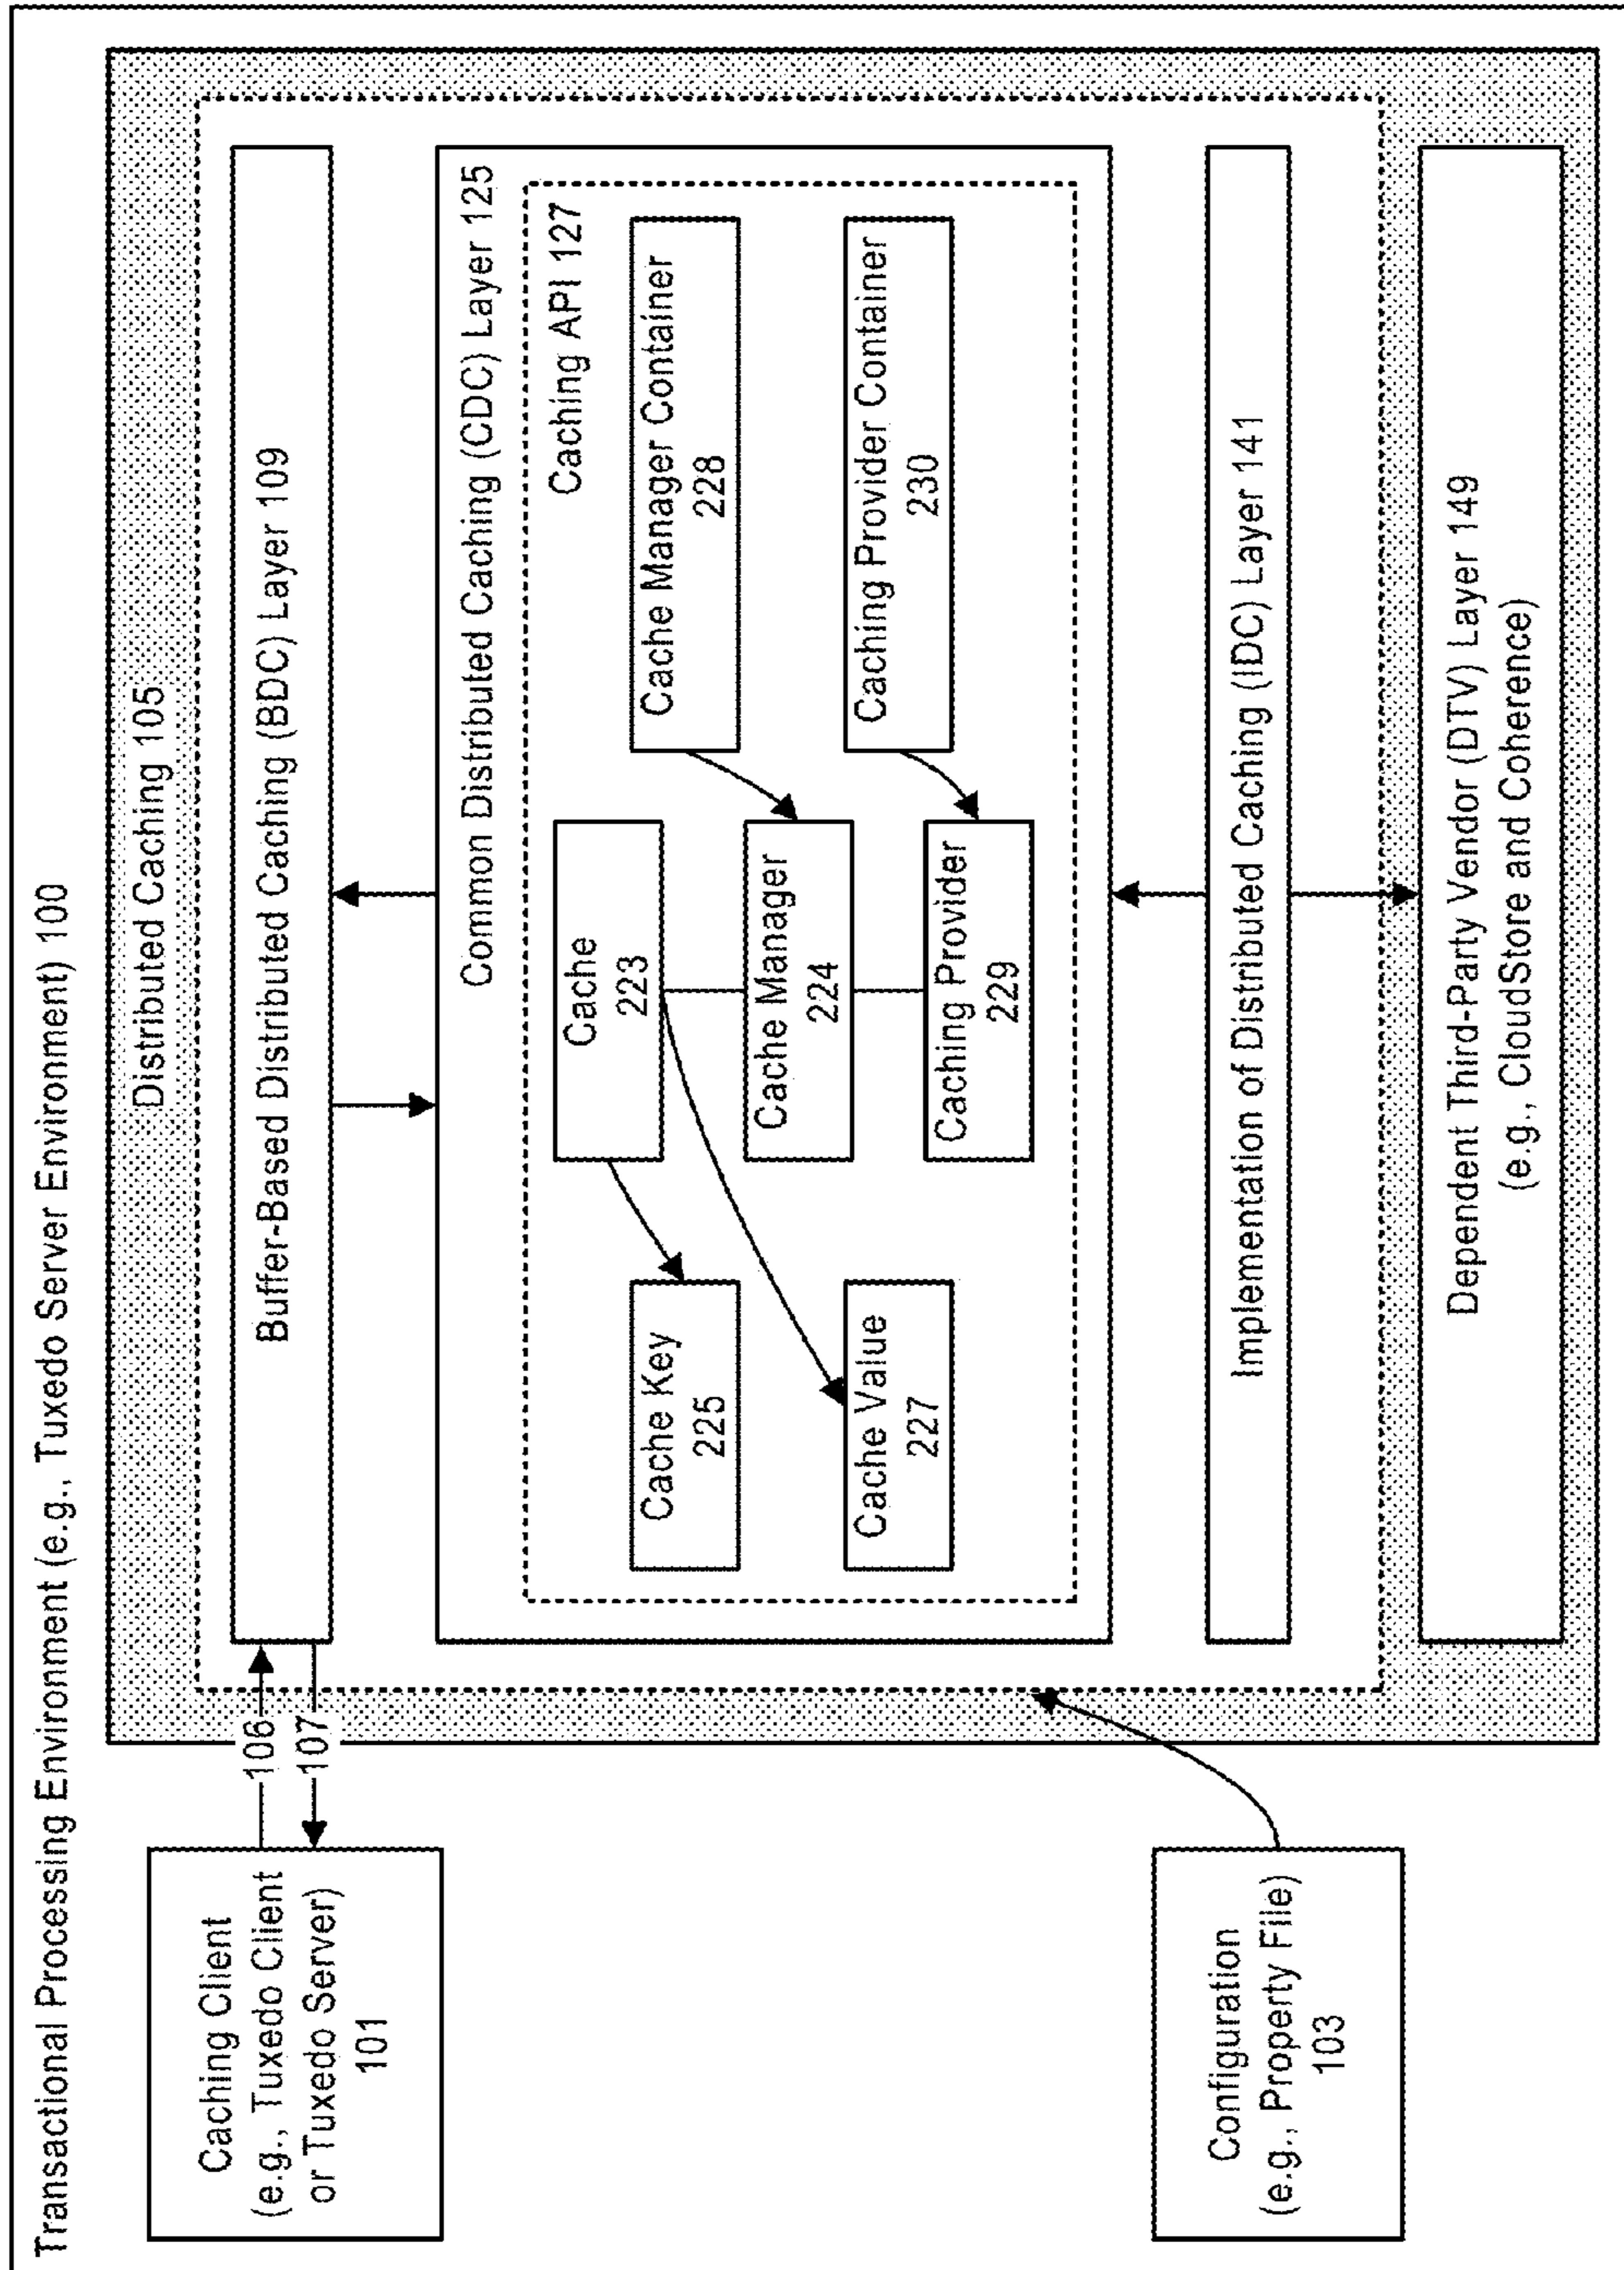 Transactional Processing Environment (e.g., Tuxedo Server Environment) 100
Caching Client
(e.g., Tuxedo Client
or Tuxedo Server)
101
106
107
Configuration
(e.g., Property File)
103
Distributed Caching 105
Buffer-Based Distributed Caching (BDC) Layer 109
Common Distributed Caching (CDC) Layer 125
Caching API 127
Cache Key
225
Cache Value
227
Cache
223
Cache Manager
224
Caching Provider
229
Cache Manager Container
228
Caching Provider Container
230
Implementation of Distributed Caching (IDC) Layer 141
Dependent Third-Party Vendor (DTV) Layer 149
(e.g., CloudStore and Coherence)